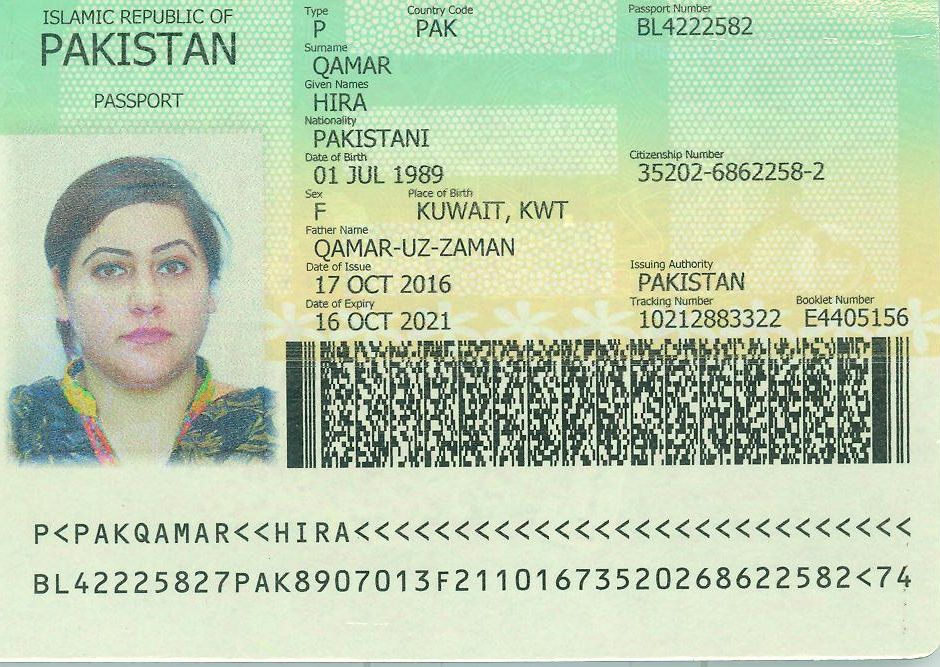 ISLAMIC REPUBLIC OF
PAKISTAN
PASSPORT
Type Country Code Passport Number
P PAK BL4222582
Surname
QAMAR
Given Names
HIRA
Nationality
PAKISTANI
Date of Birth Citizenship Number
01 JUL 1989 35202-6862258-2
Sex Place of Birth
F KUWAIT, KWT
Father Name
QAMAR-UZ-ZAMAN
Date of Issue Issuing Authority
17 OCT 2016 PAKISTAN
Date of Expiry Tracking Number Booklet Number
16 OCT 2021 10212883322 E4405156
P<PAKQAMAR<<HIRA<<<<<<<<<<<<<<<<<<<<<<<<<<<<
BL42225827PAK8907013F21101673520268622582<74